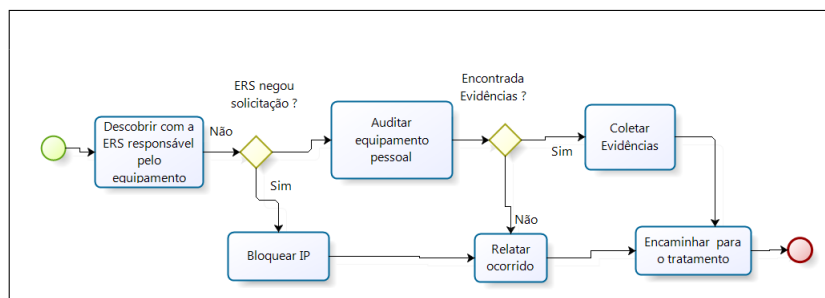 ERS negou
solicitação ?
Encontrada
Evidências ?
Descobrir com a
ERS responsável
pelo
equipamento
Não
Auditar
equipamento
pessoal
Sim
Coletar
Evidências
Sim
Não
Bloquear IP
Relatar
ocorrido
Encaminhar para
o tratamento